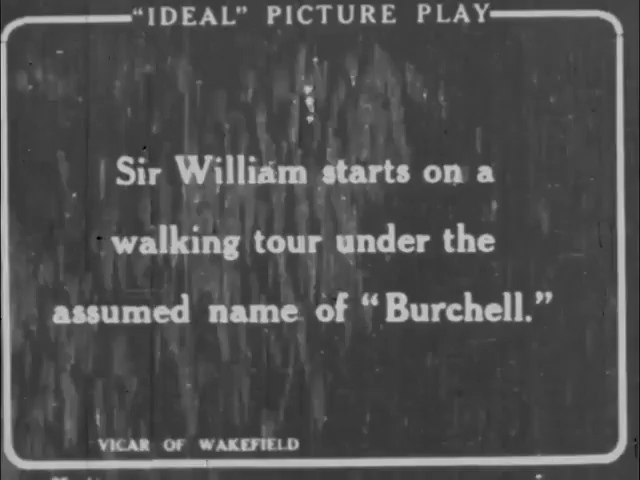 "IDEAL" PICTURE PLAY
Sir William starts on a
walking tour under the
assumed name of "Burchell."
VICAR OF WAKEFIELD